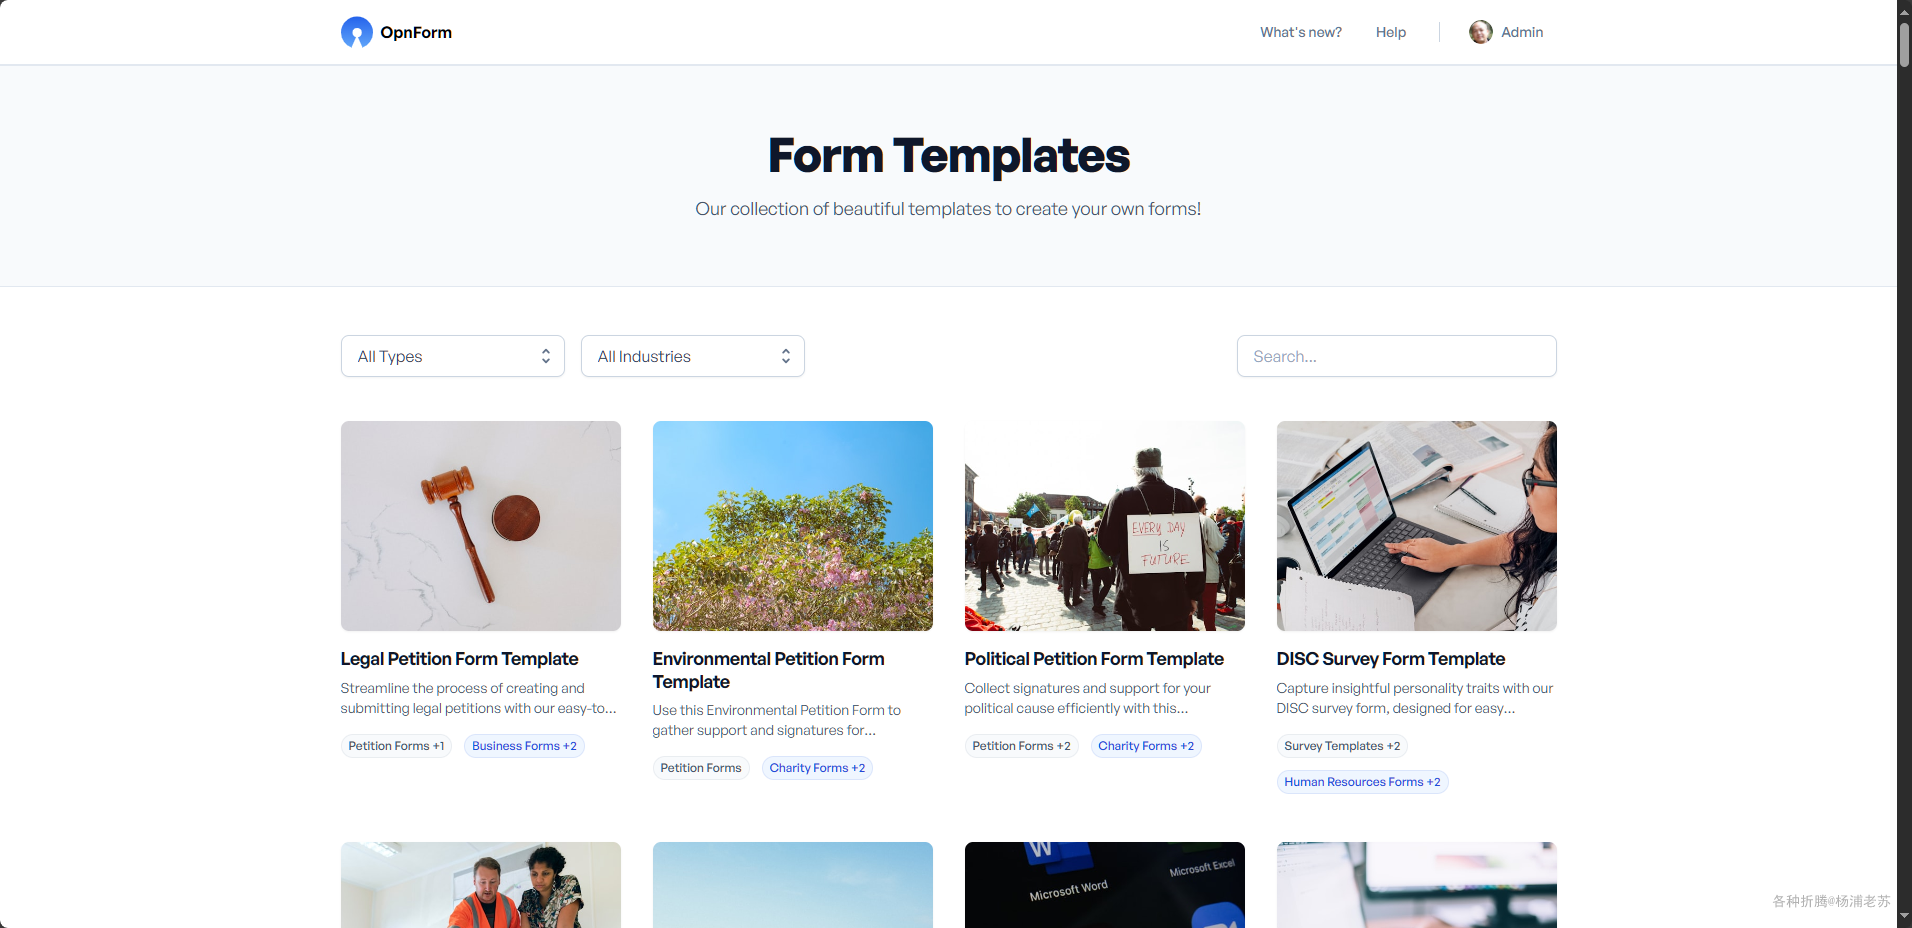 OpnForm
What's new?
Help
Admin
Form Templates
Our collection of beautiful templates to create your own forms!
All Types
All Industries
Search...
EVERY DAY
IS
FUTURE
Legal Petition Form Template
Streamline the process of creating and
submitting legal petitions with our easy-to...
Petition Forms +1
Business Forms +2
Environmental Petition Form
Template
Use this Environmental Petition Form to
gather support and signatures for...
Petition Forms
Charity Forms +2
Political Petition Form Template
Collect signatures and support for your
political cause efficiently with this...
Petition Forms +2
Charity Forms +2
DISC Survey Form Template
Capture insightful personality traits with our
DISC survey form, designed for easy...
Survey Templates +2
Human Resources Forms +2
W
Microsoft Word
Microsoft Excel
各种折腾@杨浦老苏